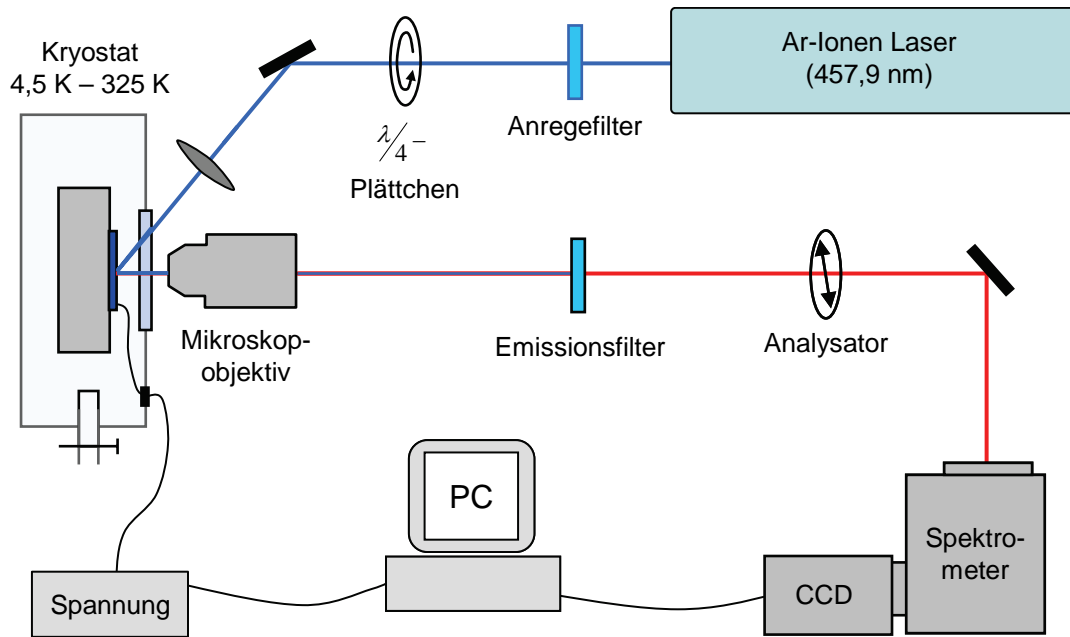 Kryostat
4,5 K – 325 K
Ar-Ionen Laser
(457,9 nm)
Anregefilter
λ/4 –
Plättchen
Mikroskop-
objektiv
Emissionsfilter
Analysator
PC
Spektro-
meter
CCD
Spannung